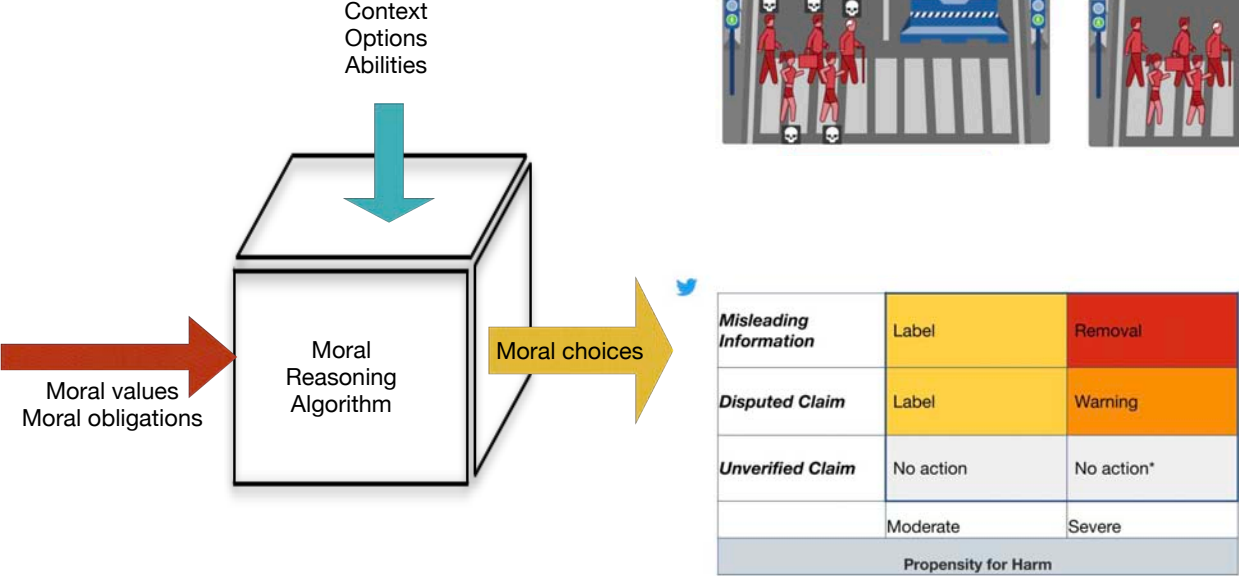 Context
Options
Abilities
Moral values
Moral obligations
Moral
Reasoning
Algorithm
Moral choices
Misleading
Information
Label
Removal
Disputed Claim
Label
Warning
Unverified Claim
No action
No action*
Moderate
Severe
Propensity for Harm